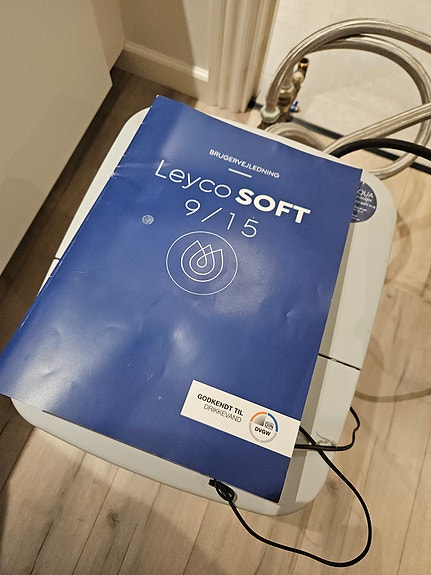 BRUGERVEJLEDNING
Leyco SOFT
9/15
GODKENDT TIL
DRIKKEVAND
DVGW